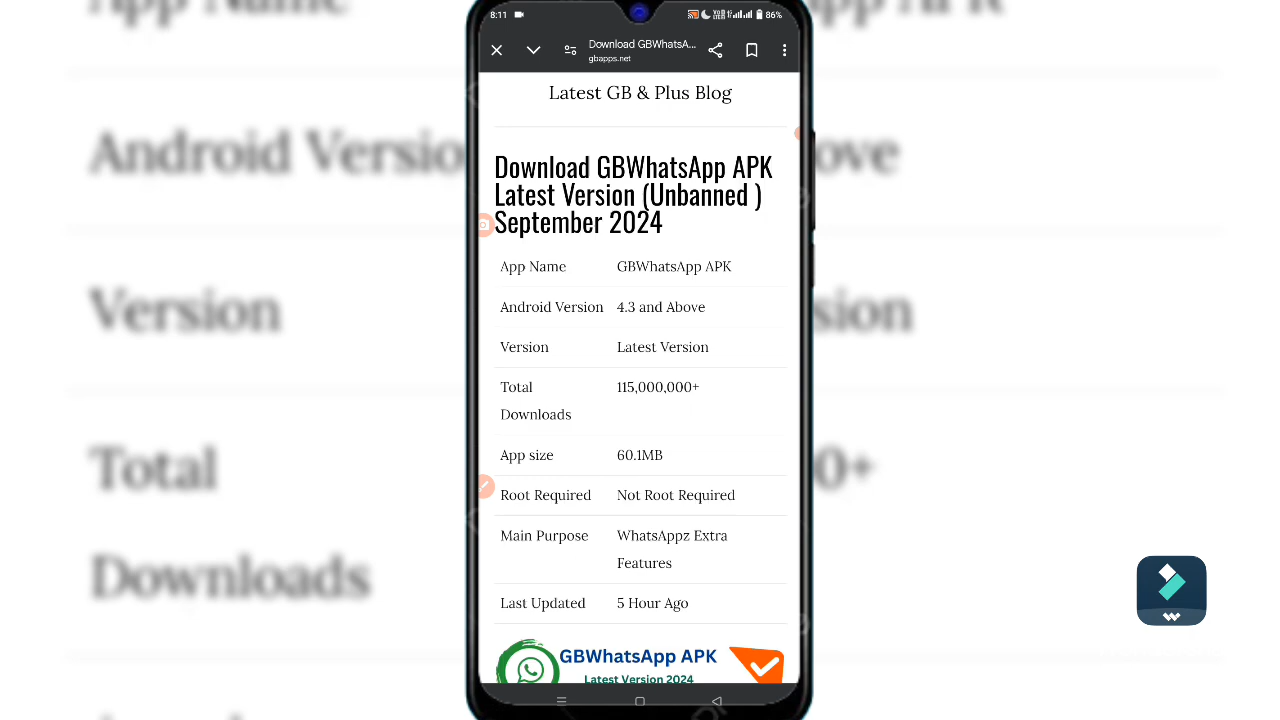 8:11
86%
Download GBWhatsA...
gbapps.net
Latest GB & Plus Blog
Download GBWhatsApp APK
Latest Version (Unbanned )
September 2024
App Name GBWhatsApp APK
Android Version 4.3 and Above
Version Latest Version
Total 115,000,000+
Downloads
App size 60.1MB
Root Required Not Root Required
Main Purpose WhatsAppz Extra
Features
Last Updated 5 Hour Ago
GBWhatsApp APK
Latest Version 2024